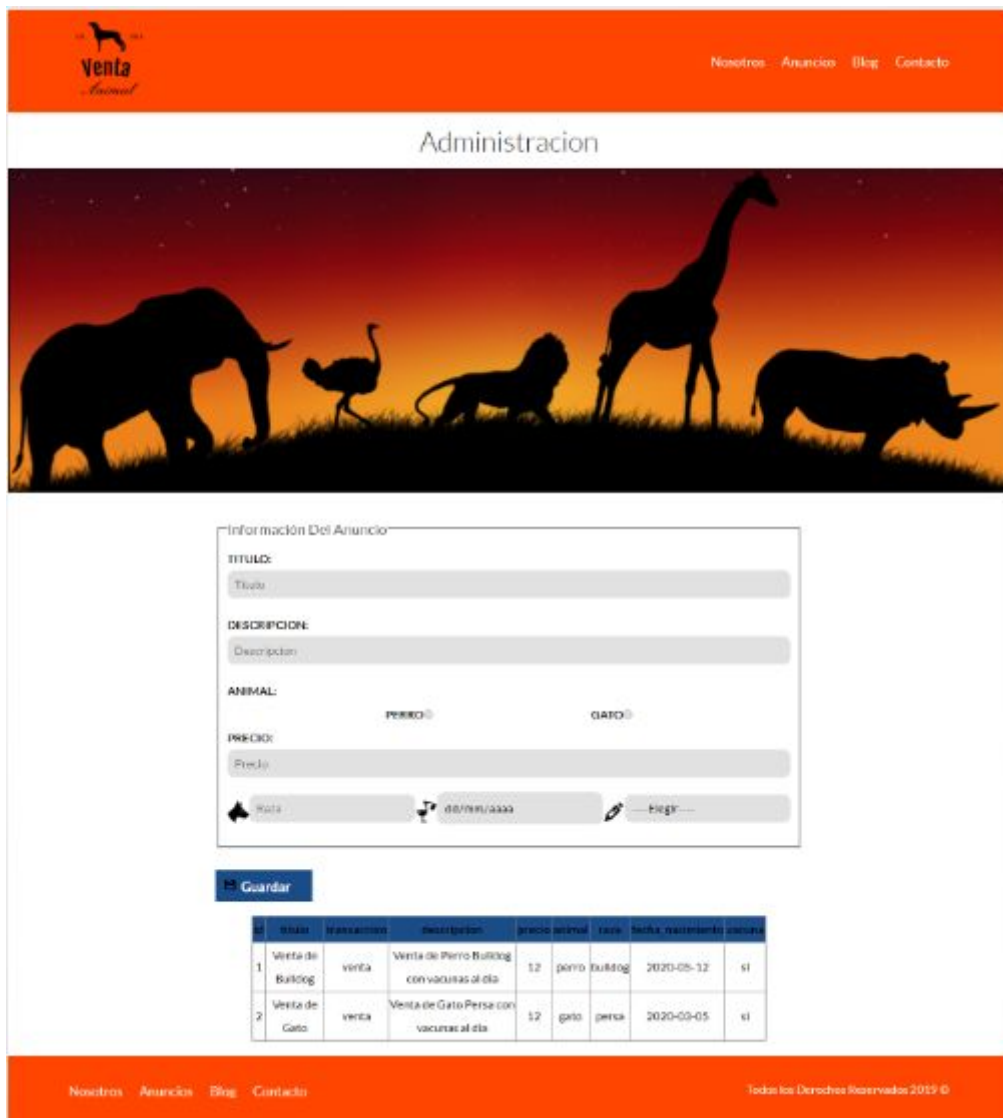 Venta
Animal
Nosotros Anuncios Blog Contacto
Administracion
Información Del Anuncio
TITULO:
Titulo
DESCRIPCION:
Descripcion
ANIMAL:
PERRO GATO
PRECIO:
Precio
Raza dd/mm/aaaa ----Elegir----
Guardar
id titulo transaccion descripcion precio animal raza fecha_nacimiento vacuna
1 Venta de Bulldog venta Venta de Perro Bulldog con vacunas al dia 12 perro bulldog 2020-05-12 si
2 Venta de Gato venta Venta de Gato Persa con vacunas al dia 12 gato persa 2020-03-05 si
Nosotros Anuncios Blog Contacto
Todos los Derechos Reservados 2019 ©